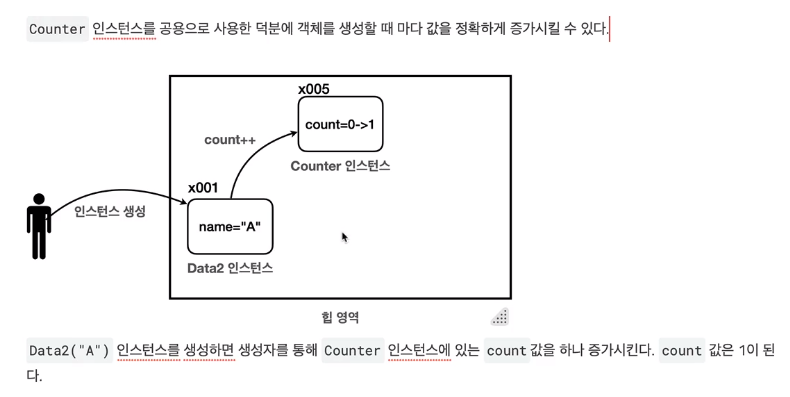 Counter 인스턴스를 공용으로 사용한 덕분에 객체를 생성할 때 마다 값을 정확하게 증가시킬 수 있다.
x005
count=0->1
count++
Counter 인스턴스
x001
인스턴스 생성
name="A"
Data2 인스턴스
힙 영역
Data2("A") 인스턴스를 생성하면 생성자를 통해 Counter 인스턴스에 있는 count값을 하나 증가시킨다. count 값은 1이 된
다.